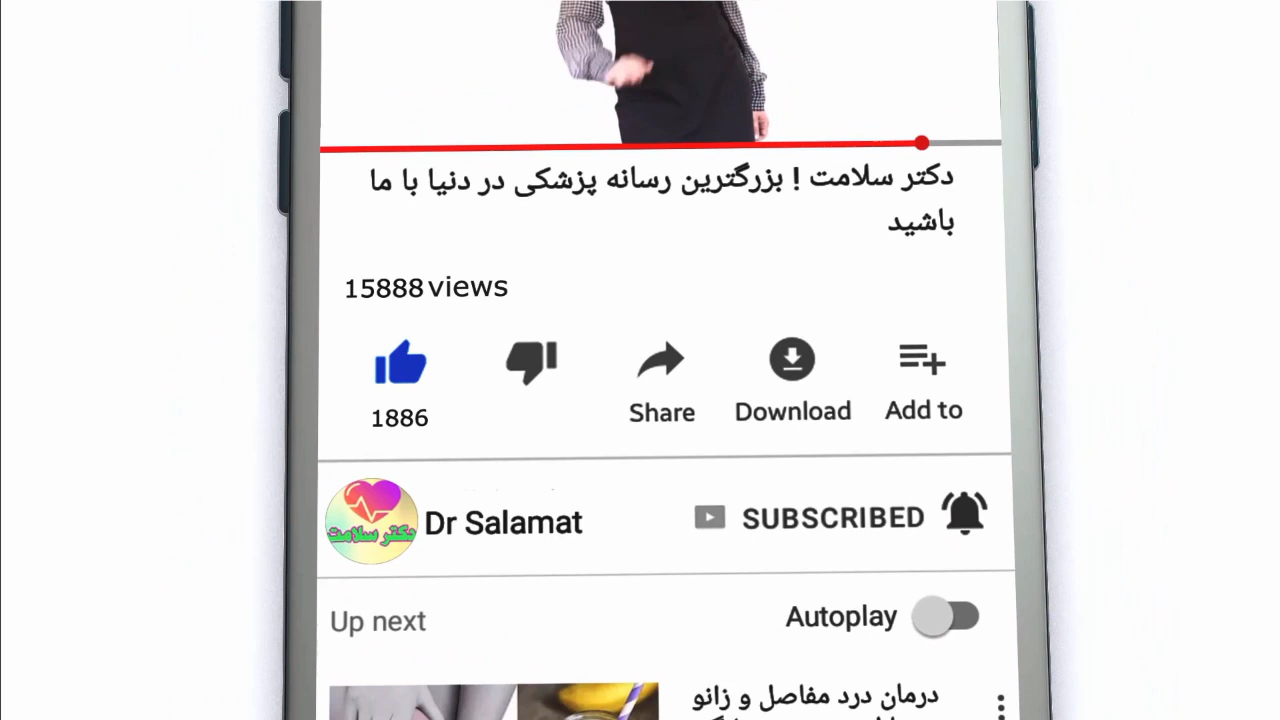 دکتر سلامت ! بزرگترین رسانه پزشکی در دنیا با ما
باشید
15888 views
1886
Share
Download
Add to
دکتر سلامت
Dr Salamat
SUBSCRIBED
Up next
Autoplay
درمان درد مفاصل و زانو